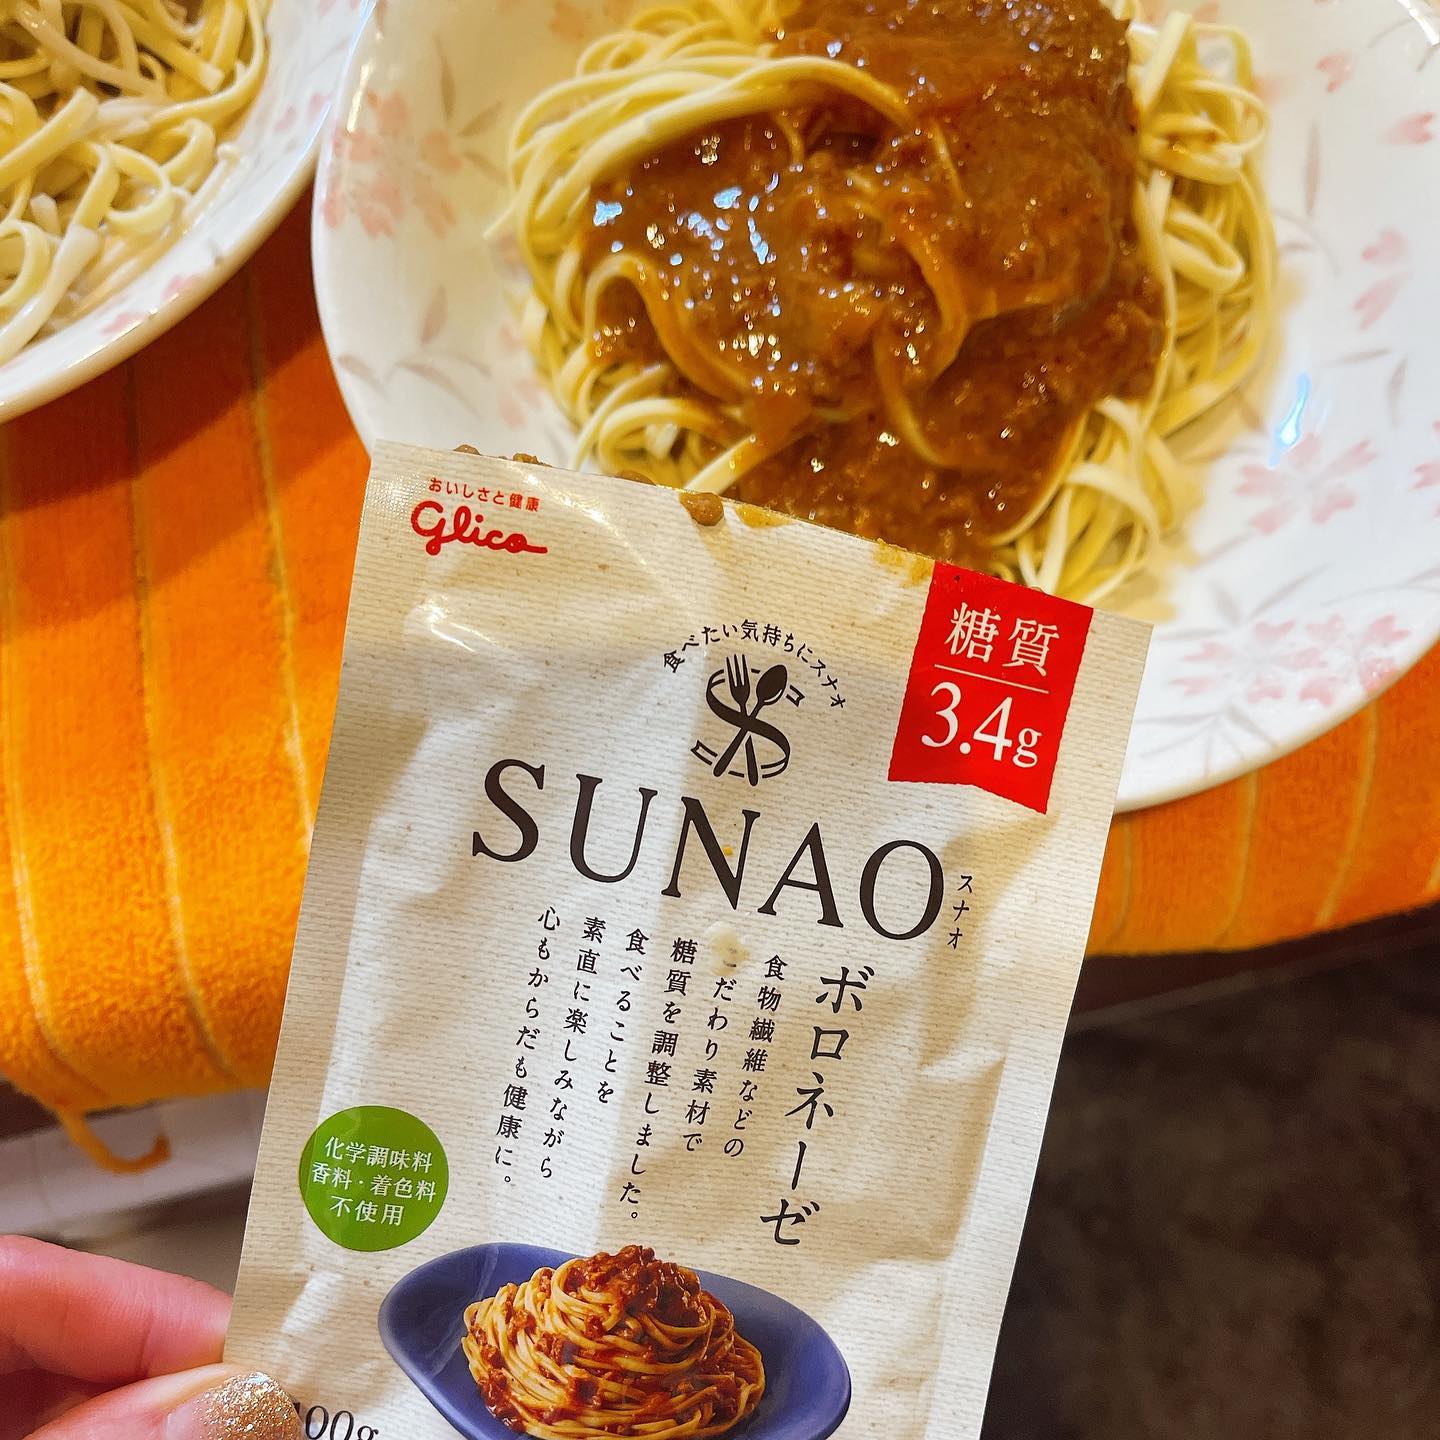 おいしさと健康
glico
糖質
3.4g
食べたい気持ちにスナオ
SUNAO
スナオ
ボロネーゼ
食物繊維などの
だわり素材で
糖質を調整しました。
食べることを
素直に楽しみながら
心もからだも健康に。
化学調味料
香料・着色料
不使用
100g